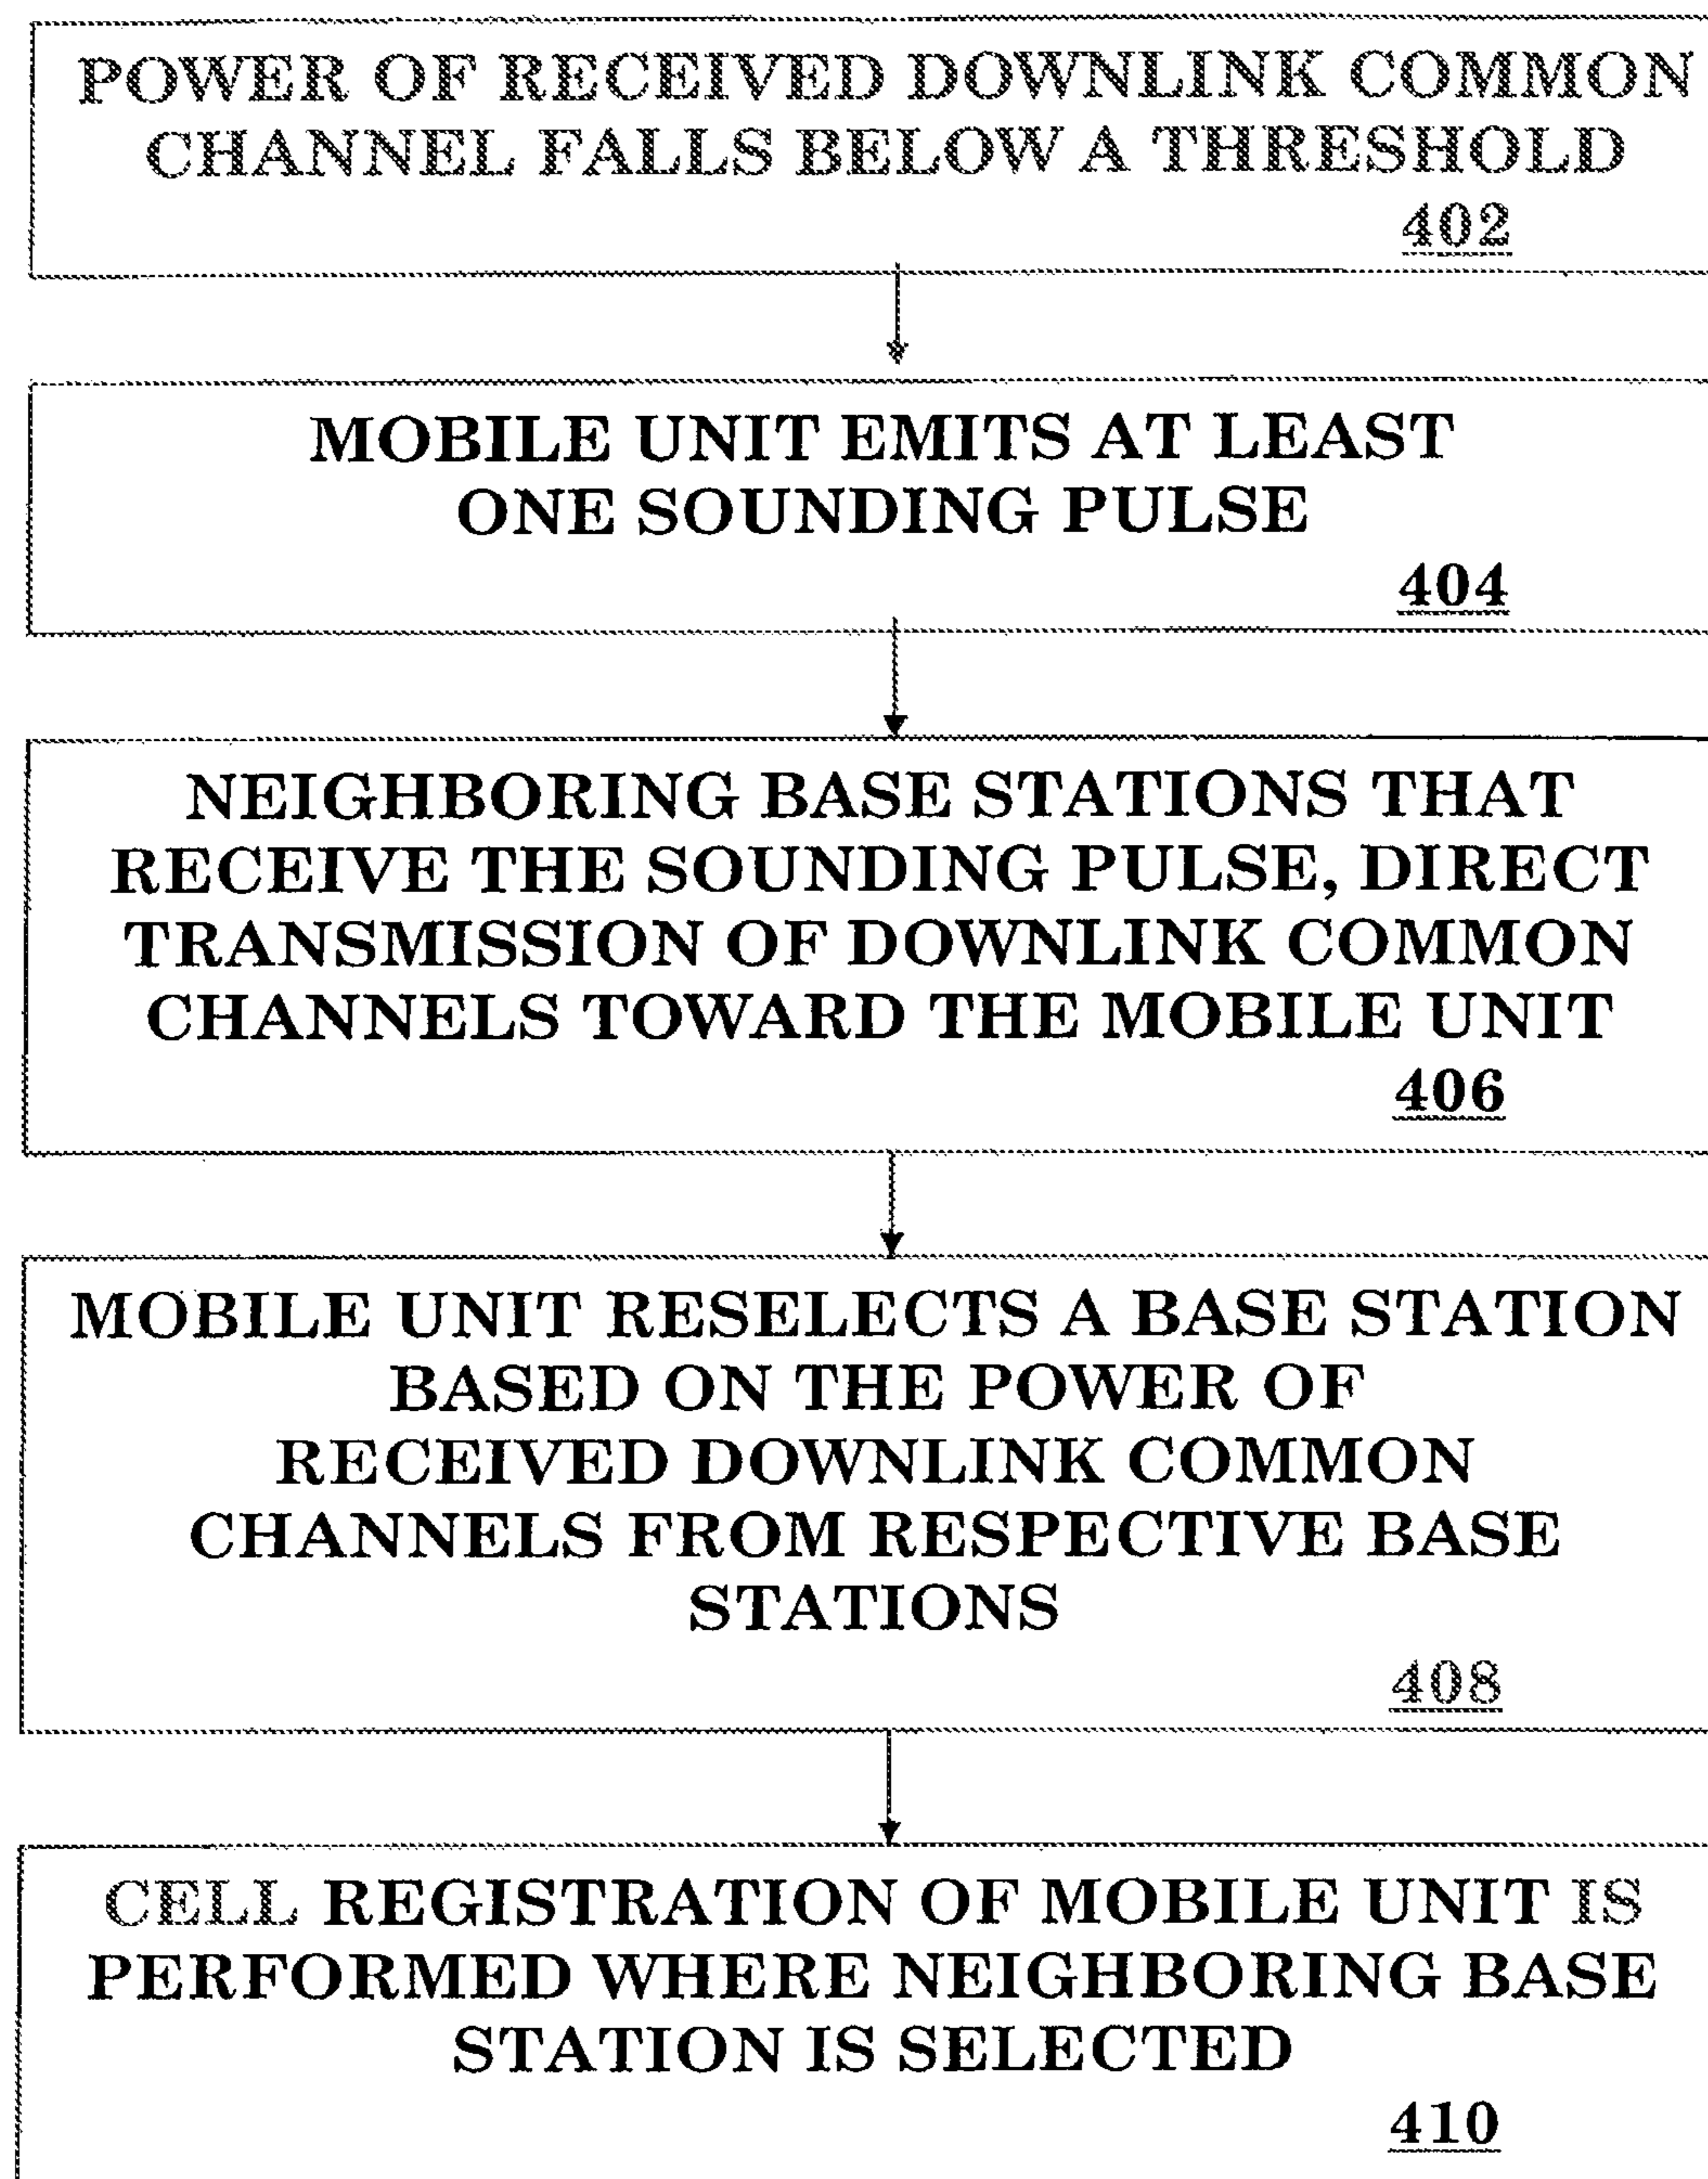 POWER OF RECEIVED DOWNLINK COMMON
CHANNEL FALLS BELOW A THRESHOLD
402
MOBILE UNIT EMITS AT LEAST
ONE SOUNDING PULSE
404
NEIGHBORING BASE STATIONS THAT
RECEIVE THE SOUNDING PULSE, DIRECT
TRANSMISSION OF DOWNLINK COMMON
CHANNELS TOWARD THE MOBILE UNIT
406
MOBILE UNIT RESELECTS A BASE STATION
BASED ON THE POWER OF
RECEIVED DOWNLINK COMMON
CHANNELS FROM RESPECTIVE BASE
STATIONS
408
CELL REGISTRATION OF MOBILE UNIT IS
PERFORMED WHERE NEIGHBORING BASE
STATION IS SELECTED
410